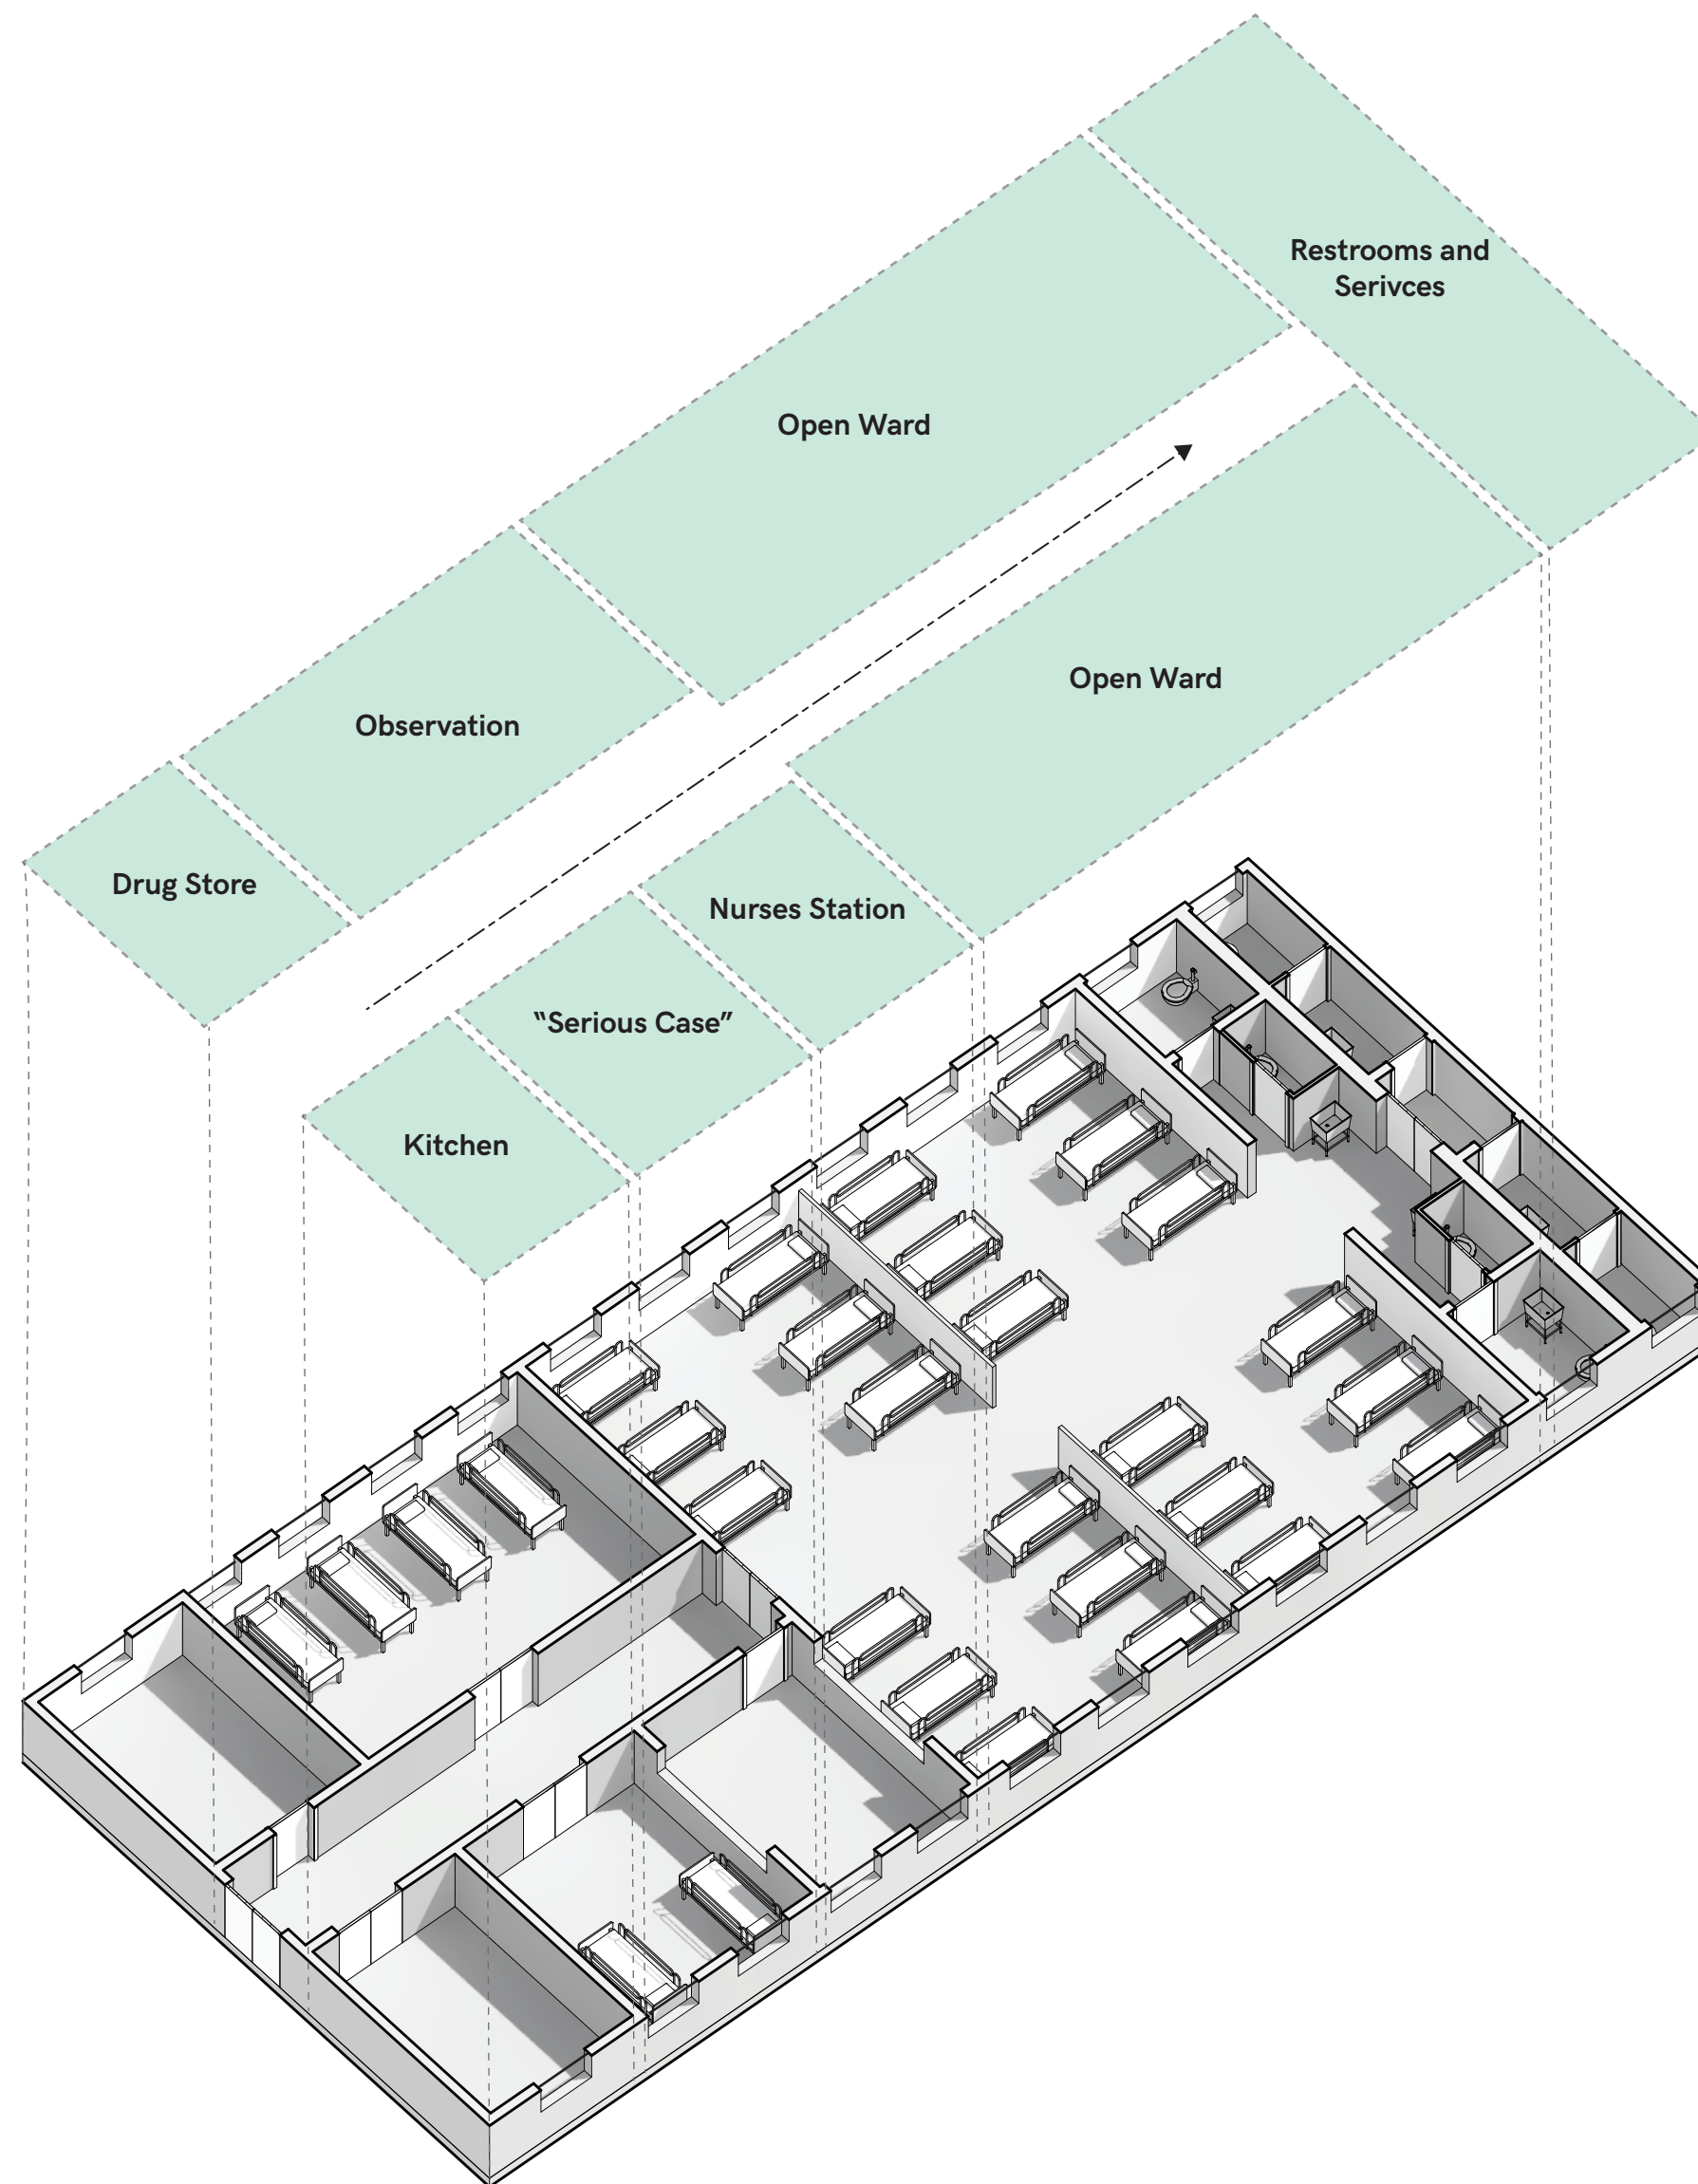 Restrooms and
Serivces
Open Ward
Open Ward
Observation
Drug Store
Nurses Station
“Serious Case”
Kitchen